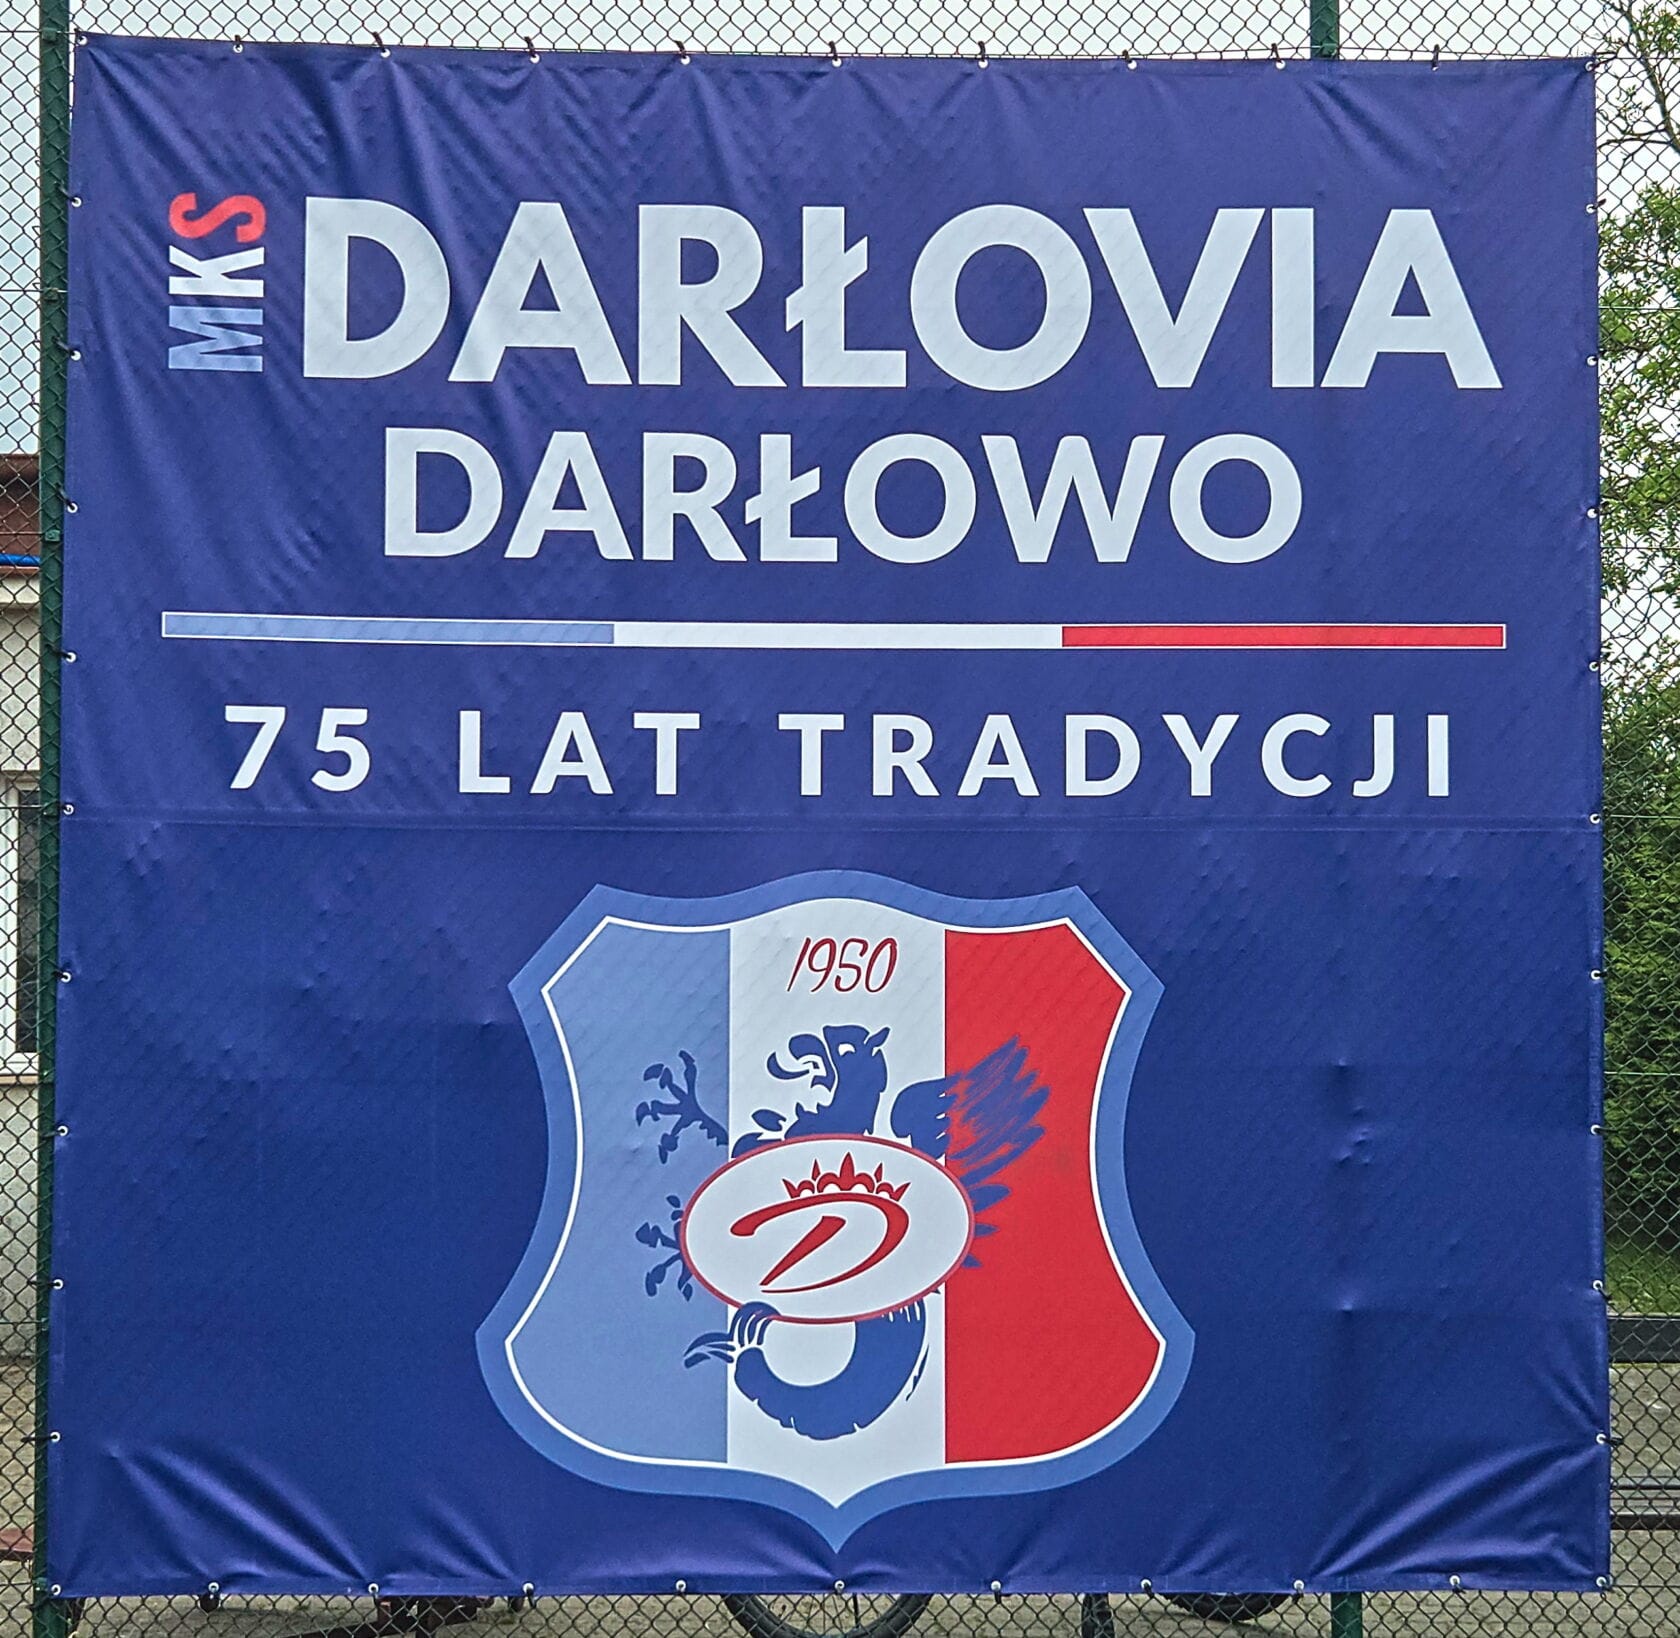 MKS DARŁOVIA
DARŁOWO
75 LAT TRADYCJI
1950
D